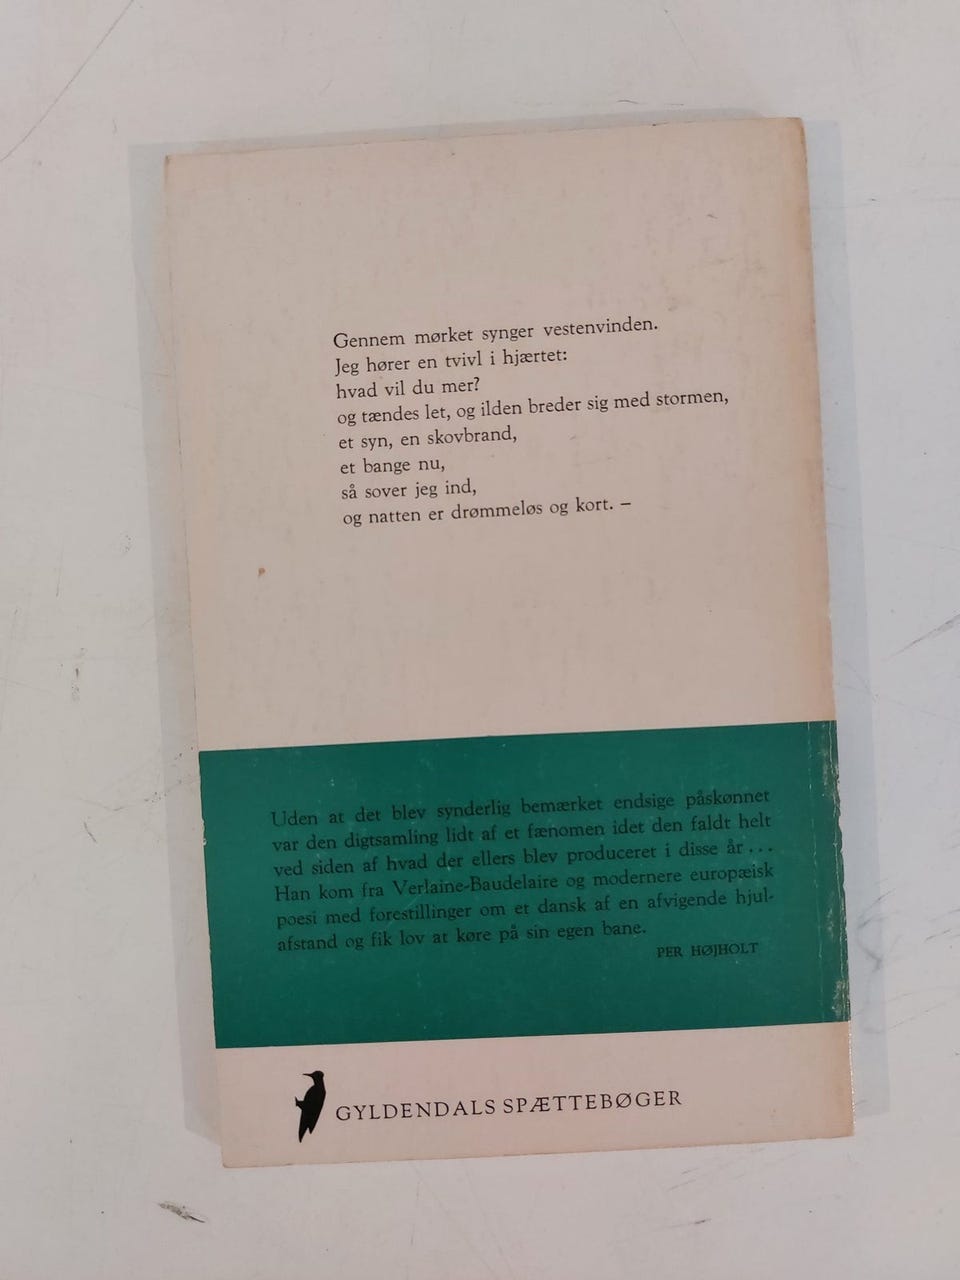 Gennem mørket synger vestenvinden.
Jeg hører en tvivl i hjærtet:
hvad vil du mer?
og tændes let, og ilden breder sig med stormen,
et syn, en skovbrand,
et bange nu,
så sover jeg ind,
og natten er drømmeløs og kort. –
Uden at det blev synderlig bemærket endsige påskønnet
var den digtsamling lidt af et fænomen idet den faldt helt
ved siden af hvad der ellers blev produceret i disse år . . .
Han kom fra Verlaine-Baudelaire og modernere europæisk
poesi med forestillinger om et dansk af en afvigende hjul-
afstand og fik lov at køre på sin egen bane.
PER HØJHOLT
GYLDENDALS SPÆTTEBØGER